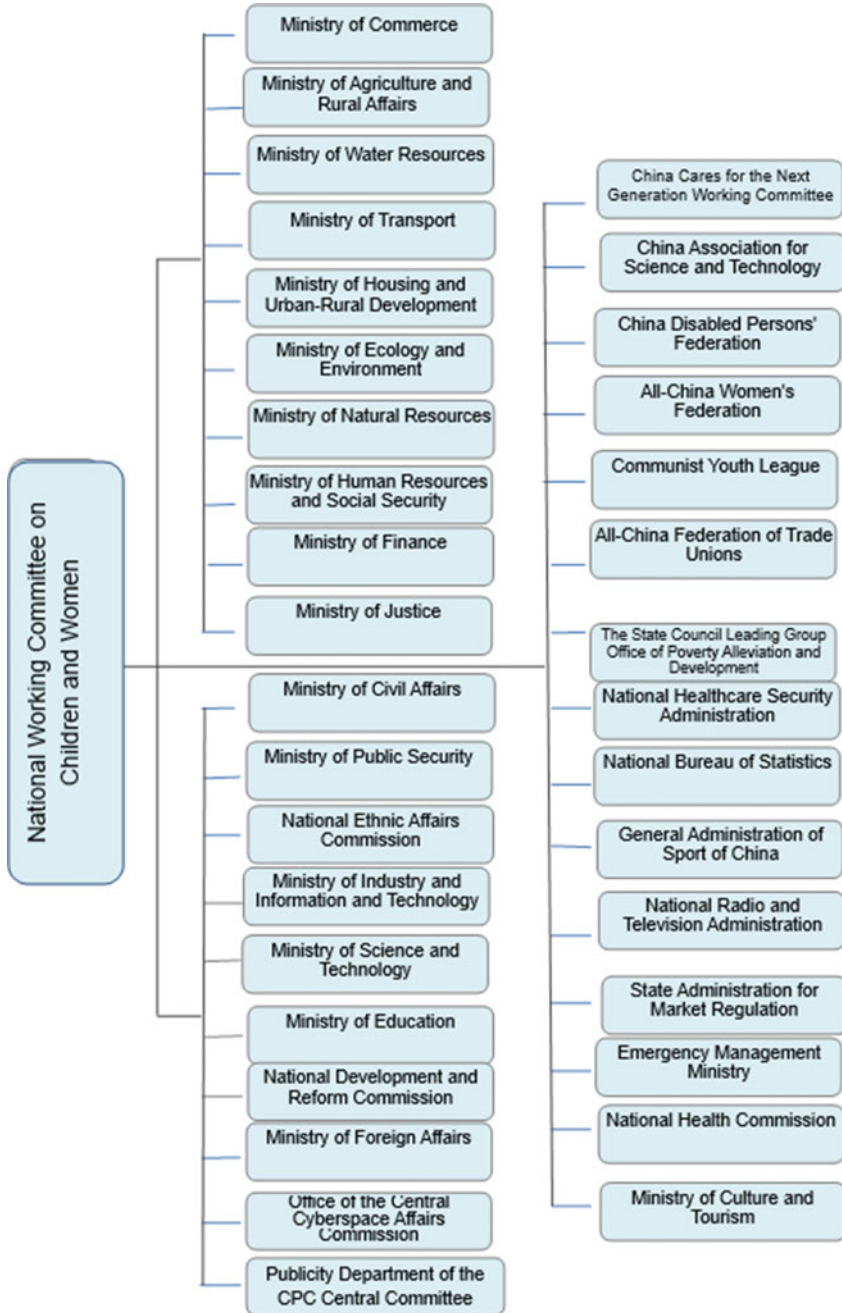 National Working Committee on
Children and Women
Ministry of Commerce
Ministry of Agriculture and
Rural Affairs
Ministry of Water Resources
Ministry of Transport
Ministry of Housing and
Urban-Rural Development
Ministry of Ecology and
Environment
Ministry of Natural Resources
Ministry of Human Resources
and Social Security
Ministry of Finance
Ministry of Justice
Ministry of Civil Affairs
Ministry of Public Security
National Ethnic Affairs
Commission
Ministry of Industry and
Information and Technology
Ministry of Science and
Technology
Ministry of Education
National Development and
Reform Commission
Ministry of Foreign Affairs
Office of the Central
Cyberspace Affairs
Commission
Publicity Department of the
CPC Central Committee
China Cares for the Next
Generation Working Committee
China Association for
Science and Technology
China Disabled Persons'
Federation
All-China Women's
Federation
Communist Youth League
All-China Federation of Trade
Unions
The State Council Leading Group
Office of Poverty Alleviation and
Development
National Healthcare Security
Administration
National Bureau of Statistics
General Administration of
Sport of China
National Radio and
Television Administration
State Administration for
Market Regulation
Emergency Management
Ministry
National Health Commission
Ministry of Culture and
Tourism